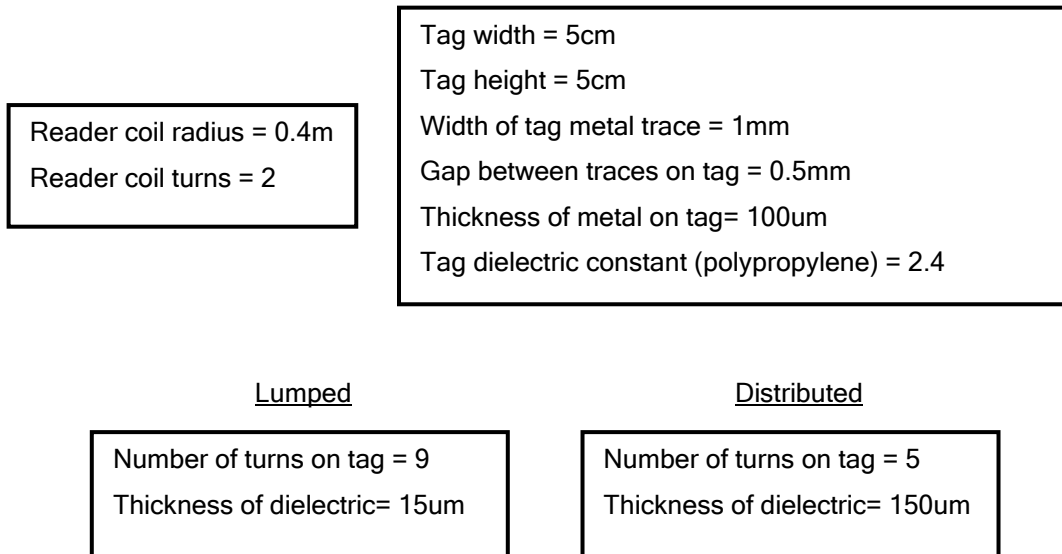 Reader coil radius = 0.4m
Reader coil turns = 2
Tag width = 5cm
Tag height = 5cm
Width of tag metal trace = 1mm
Gap between traces on tag = 0.5mm
Thickness of metal on tag= 100um
Tag dielectric constant (polypropylene) = 2.4
Lumped
Number of turns on tag = 9
Thickness of dielectric= 15um
Distributed
Number of turns on tag = 5
Thickness of dielectric= 150um